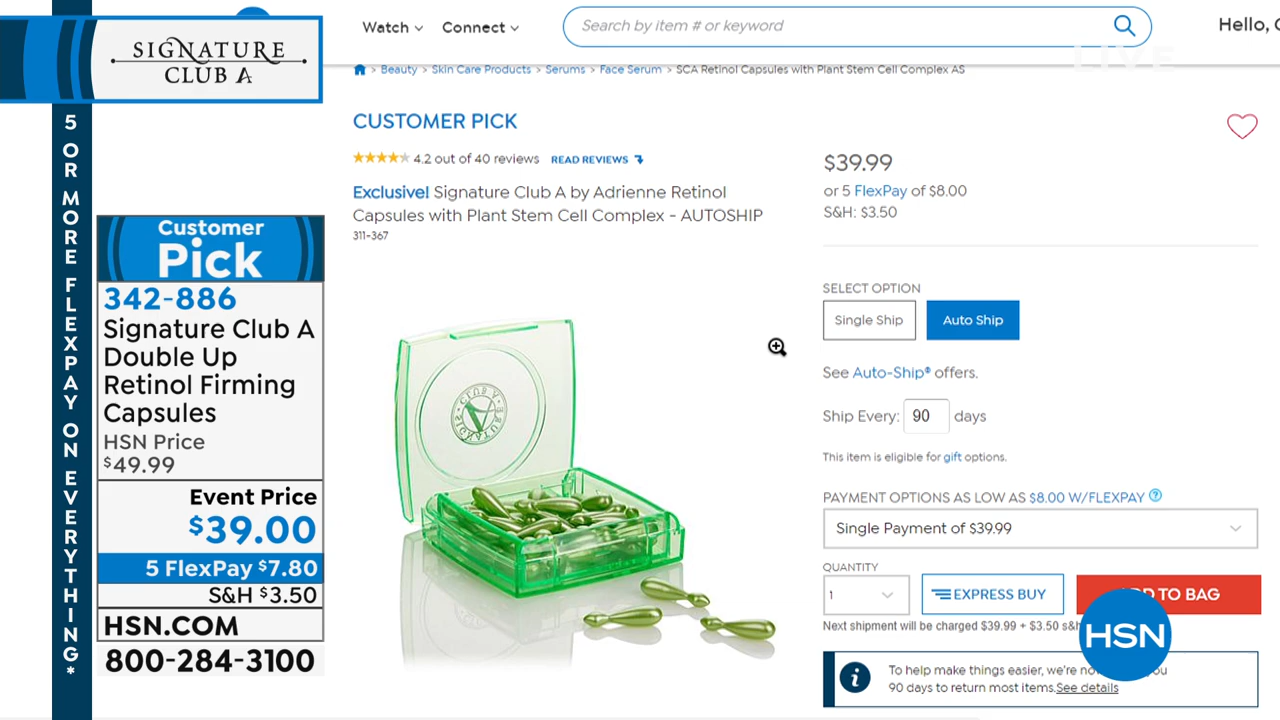 SIGNATURE
CLUB A
5 OR MORE FLEXPAY ON EVERYTHING*
Customer
Pick
342-886
Signature Club A
Double Up
Retinol Firming
Capsules
HSN Price
$49.99
Event Price
$39.00
5 FlexPay $7.80
S&H $3.50
HSN.COM
800-284-3100
Watch
Connect
Search by item # or keyword
Hello,
LIVE
> Beauty > Skin Care Products > Serums > Face Serum > SCA Retinol Capsules with Plant Stem Cell Complex AS
CUSTOMER PICK
4.2 out of 40 reviews READ REVIEWS
Exclusive! Signature Club A by Adrienne Retinol
Capsules with Plant Stem Cell Complex - AUTOSHIP
311-367
SIGNATURE CLUB A
$39.99
or 5 FlexPay of $8.00
S&H: $3.50
SELECT OPTION
Single Ship
Auto Ship
See Auto-Ship® offers.
Ship Every: 90 days
This item is eligible for gift options.
PAYMENT OPTIONS AS LOW AS $8.00 W/FLEXPAY ?
Single Payment of $39.99
QUANTITY
1
EXPRESS BUY
TO BAG
Next shipment will be charged $39.99 + $3.50
HSN
To help make things easier, we're
90 days to return most items. See details